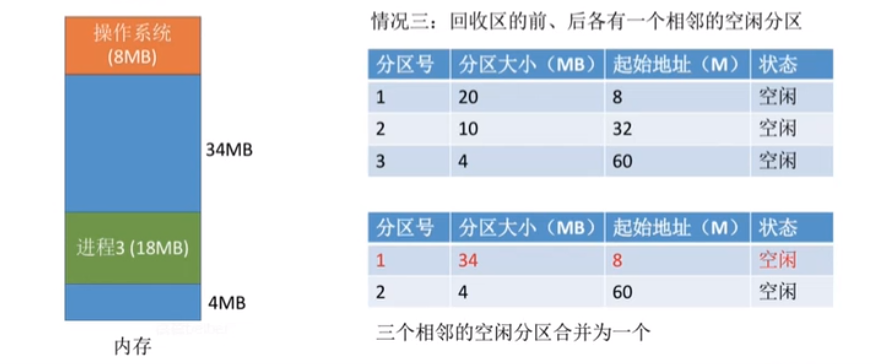 操作系统
(8MB)
34MB
进程3 (18MB)
4MB
内存
情况三：回收区的前、后各有一个相邻的空闲分区
分区号 分区大小（MB） 起始地址（M） 状态
1 20 8 空闲
2 10 32 空闲
3 4 60 空闲
分区号 分区大小（MB） 起始地址（M） 状态
1 34 8 空闲
2 4 60 空闲
三个相邻的空闲分区合并为一个